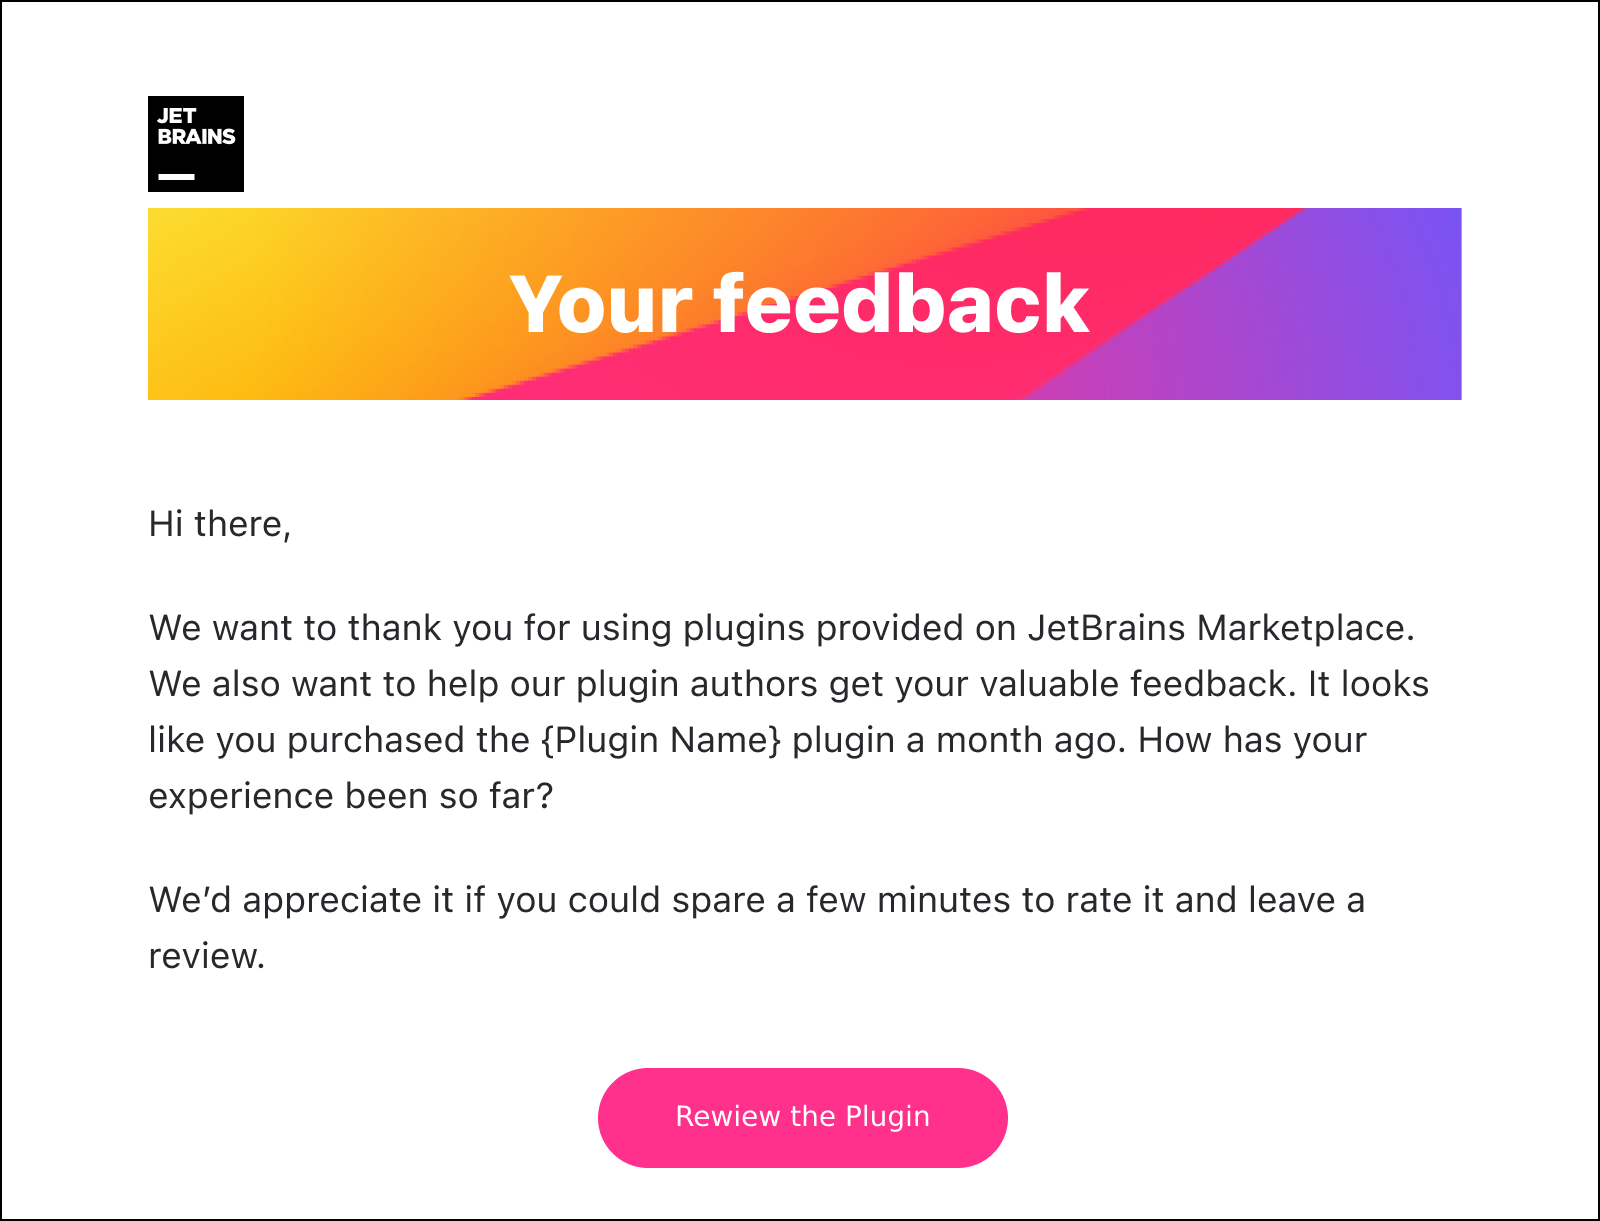 JET
BRAINS
Your feedback
Hi there,
We want to thank you for using plugins provided on JetBrains Marketplace.
We also want to help our plugin authors get your valuable feedback. It looks
like you purchased the {Plugin Name} plugin a month ago. How has your
experience been so far?
We’d appreciate it if you could spare a few minutes to rate it and leave a
review.
Rewiew the Plugin